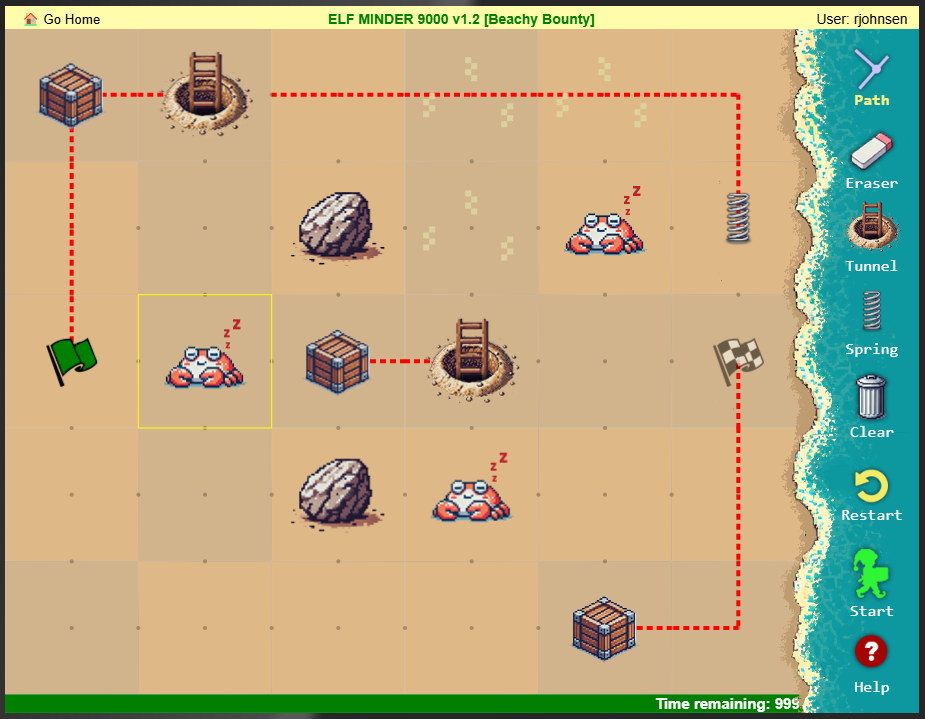 Go Home
ELF MINDER 9000 v1.2 [Beachy Bounty]
User: rjohnsen
Path
Eraser
Tunnel
Spring
Clear
Restart
Start
?
Help
z
z
z
z
z
z
z
z
z
Time remaining: 999